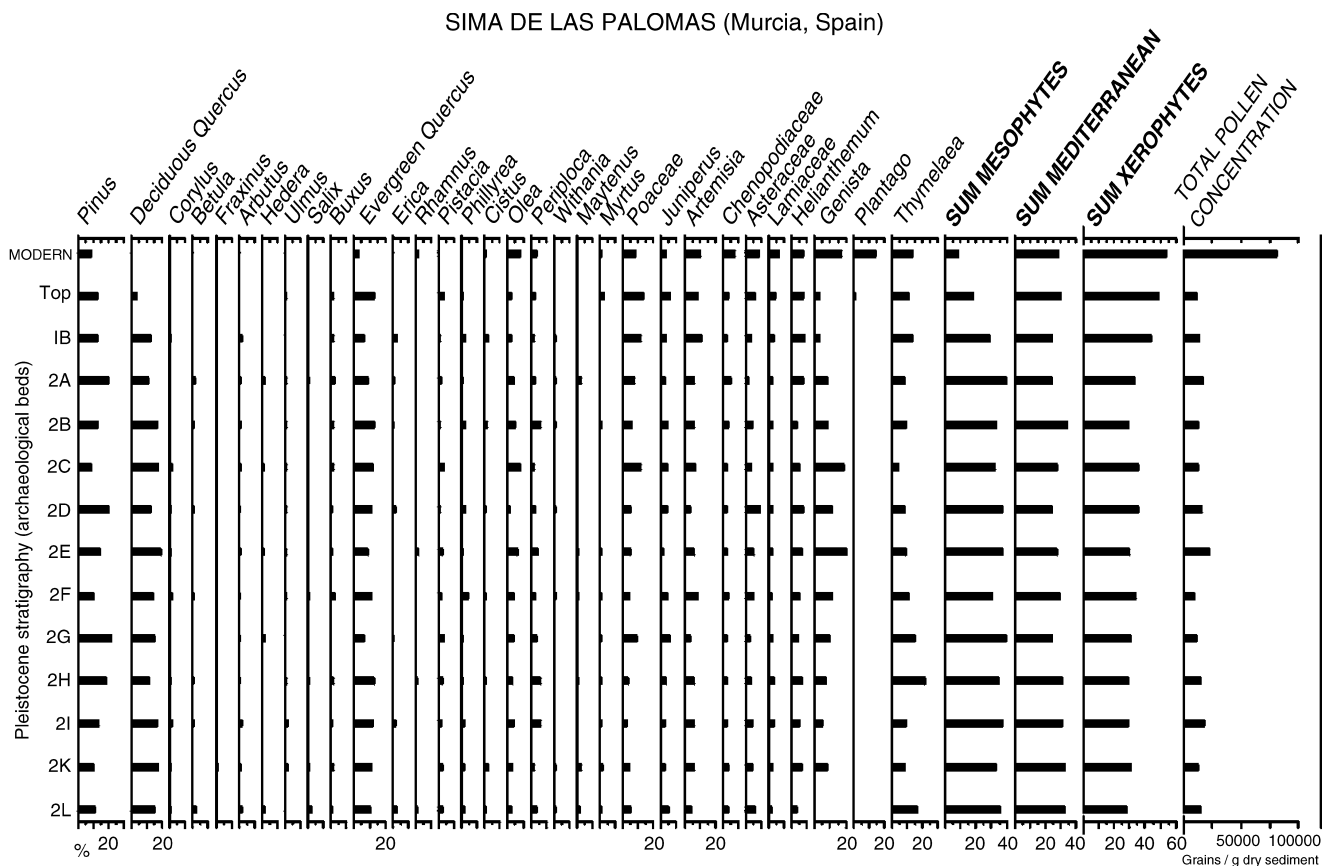 SIMA DE LAS PALOMAS (Murcia, Spain)
Pinus
Deciduous Quercus
Corylus
Betula
Fraxinus
Arbutus
Hedera
Ulmus
Salix
Buxus
Evergreen Quercus
Erica
Rhamnus
Pistacia
Phillyrea
Cistus
Olea
Periploca
Withania
Maytenus
Myrtus
Poaceae
Juniperus
Artemisia
Chenopodiaceae
Asteraceae
Lamiaceae
Helianthemum
Genista
Plantago
Thymelaea
SUM MESOPHYTES
SUM MEDITERRANEAN
SUM XEROPHYTES
TOTAL POLLEN
CONCENTRATION
Pleistocene stratigraphy (archaeological beds)
MODERN
Top
IB
2A
2B
2C
2D
2E
2F
2G
2H
2I
2K
2L
% 20 20 20 20 20 20 20 20 20 40 20 40 20 40 60 50000 100000
Grains / g dry sediment